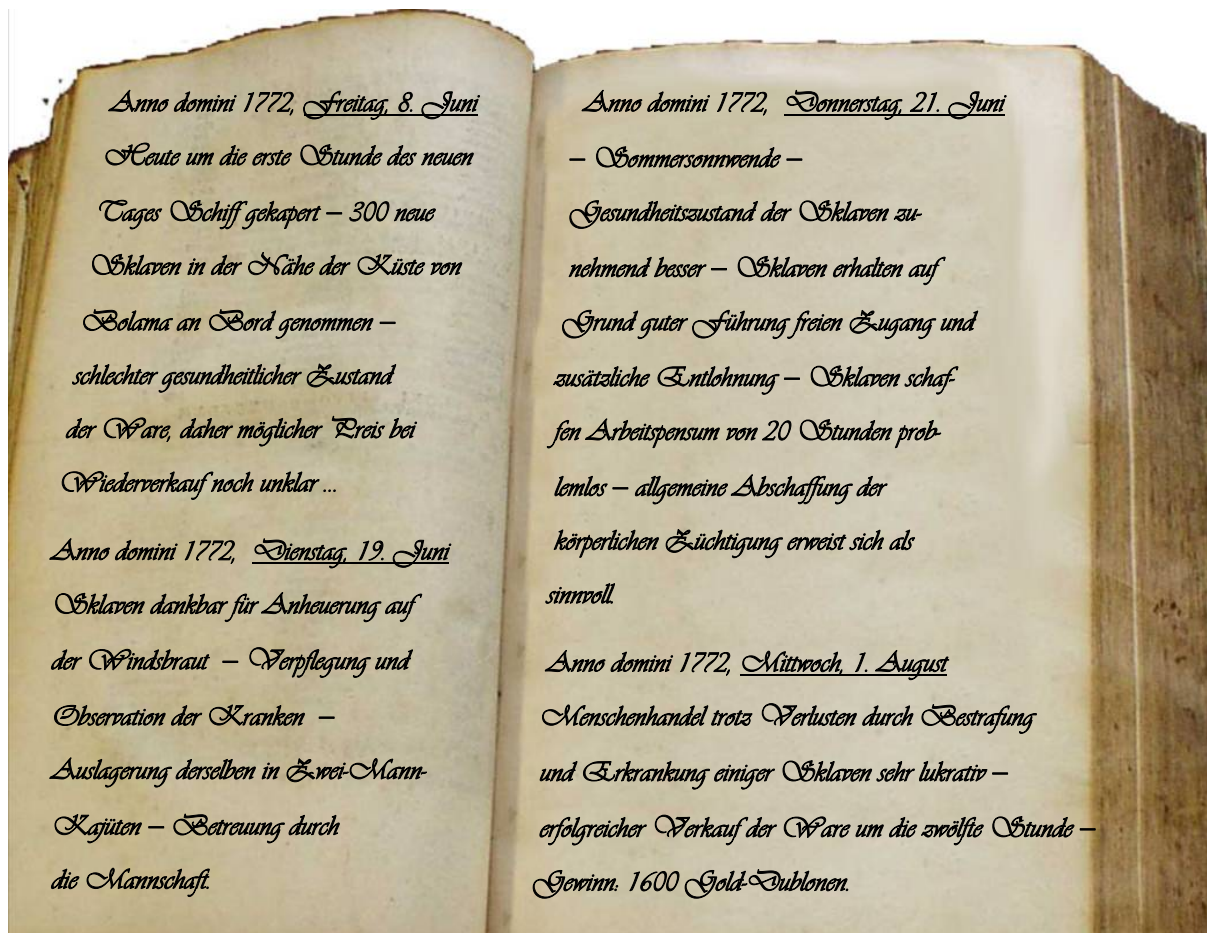 Anno domini 1772, Freitag, 8. Juni
Heute um die erste Stunde des neuen
Tages Schiff gekapert – 300 neue
Sklaven in der Nähe der Küste von
Bolama an Bord genommen –
schlechter gesundheitlicher Zustand
der Ware, daher möglicher Preis bei
Wiederverkauf noch unklar ...
Anno domini 1772, Dienstag, 19. Juni
Sklaven dankbar für Anheuerung auf
der Windsbraut – Verpflegung und
Observation der Kranken –
Auslagerung derselben in Zwei-Mann-
Kajüten – Betreuung durch
die Mannschaft.
Anno domini 1772, Donnerstag, 21. Juni
– Sommersonnwende –
Gesundheitszustand der Sklaven zu-
nehmend besser – Sklaven erhalten auf
Grund guter Führung freien Zugang und
zusätzliche Entlohnung – Sklaven schaf-
fen Arbeitspensum von 20 Stunden prob-
lemlos – allgemeine Abschaffung der
körperlichen Züchtigung erweist sich als
sinnvoll.
Anno domini 1772, Mittwoch, 1. August
Menschenhandel trotz Verlusten durch Bestrafung
und Erkrankung einiger Sklaven sehr lukrativ –
erfolgreicher Verkauf der Ware um die zwölfte Stunde –
Gewinn: 1600 Gold-Dublonen.